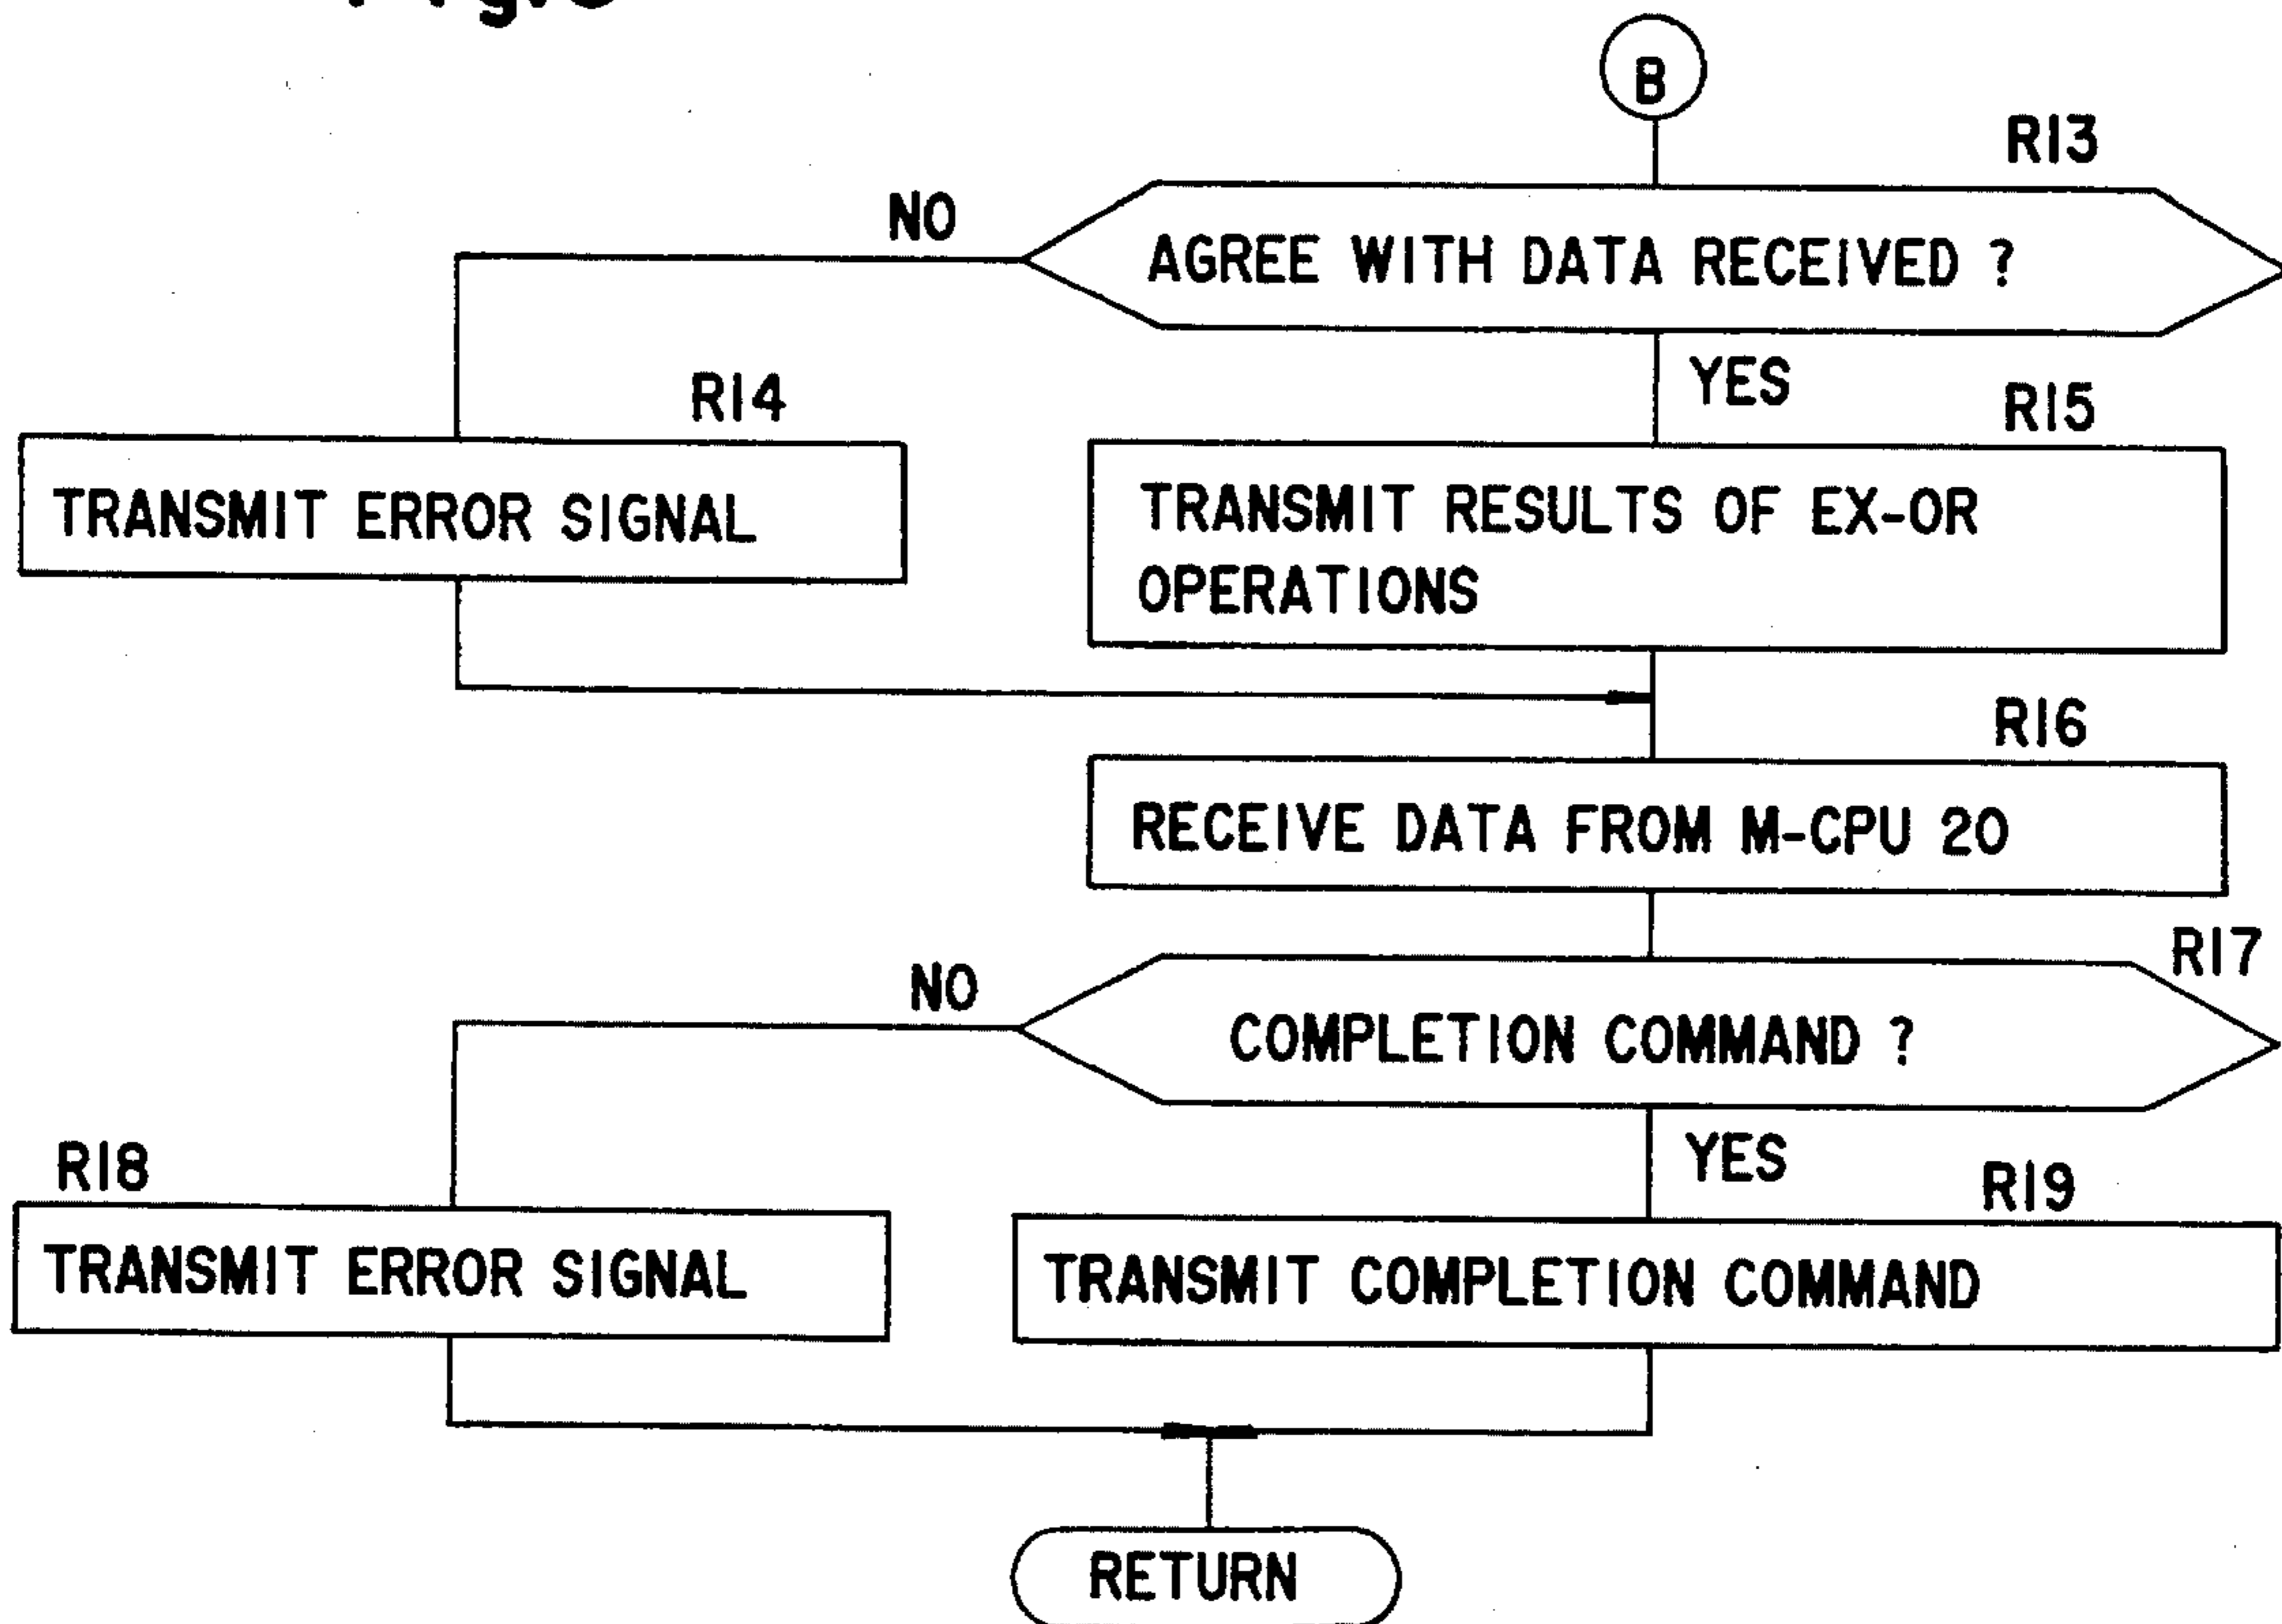 B
R13
NO
AGREE WITH DATA RECEIVED ?
YES
R14
R15
TRANSMIT ERROR SIGNAL
TRANSMIT RESULTS OF EX-OR
OPERATIONS
R16
RECEIVE DATA FROM M-CPU 20
R17
NO
COMPLETION COMMAND ?
YES
R18
R19
TRANSMIT ERROR SIGNAL
TRANSMIT COMPLETION COMMAND
RETURN